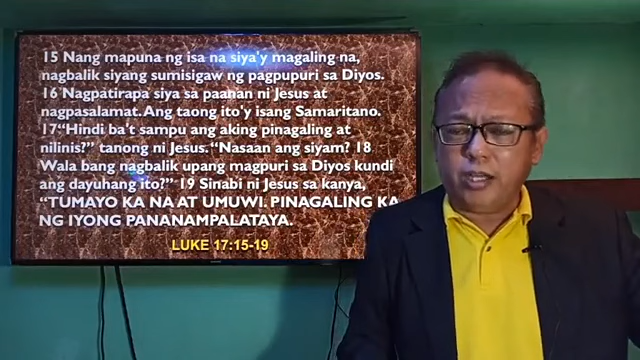 15 Nang mapuna ng isa na siya'y magaling na,
nagbalik siyang sumisigaw ng pagpupuri sa Diyos.
16 Nagpatirapa siya sa paanan ni Jesus at
nagpasalamat. Ang taong ito'y isang Samaritano.
17“Hindi ba't sampu ang aking pinagaling at
nilinis?” tanong ni Jesus. “Nasaan ang siyam? 18
Wala bang nagbalik upang magpuri sa Diyos kundi
ang dayuhang ito?” 19 Sinabi ni Jesus sa kanya,
“TUMAYO KA NA AT UMUWI. PINAGALING KA
NG IYONG PANANAMPALATAYA.
LUKE 17:15-19